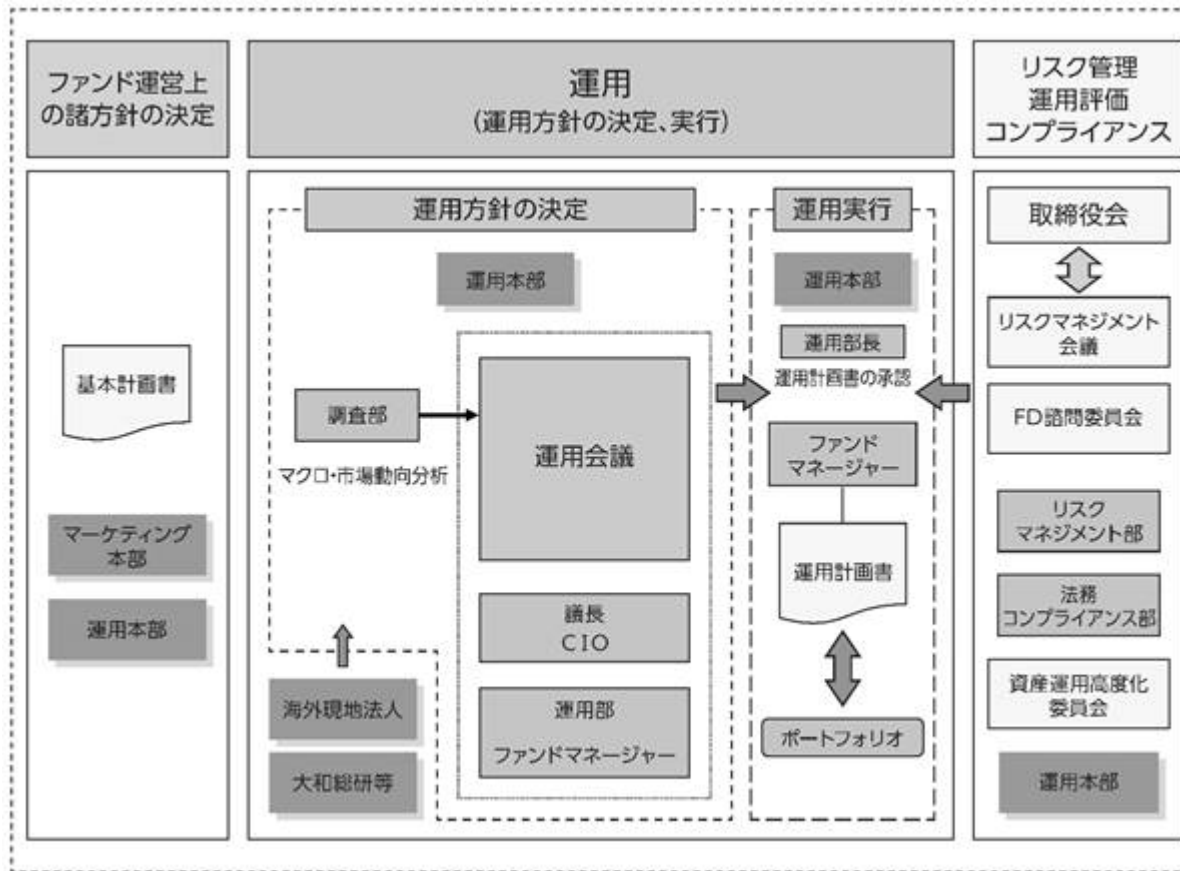 ファンド運営上
の諸方針の決定
運用
(運用方針の決定、実行)
リスク管理
運用評価
コンプライアンス
基本計画書
マーケティング
本部
運用本部
運用方針の決定
運用本部
調査部
マクロ・市場動向分析
運用会議
議長
CIO
運用部
ファンドマネージャー
海外現地法人
大和総研等
運用実行
運用本部
運用部長
運用計画書の承認
ファンド
マネージャー
運用計画書
ポートフォリオ
取締役会
リスクマネジメント
会議
FD諮問委員会
リスク
マネジメント部
法務
コンプライアンス部
資産運用高度化
委員会
運用本部